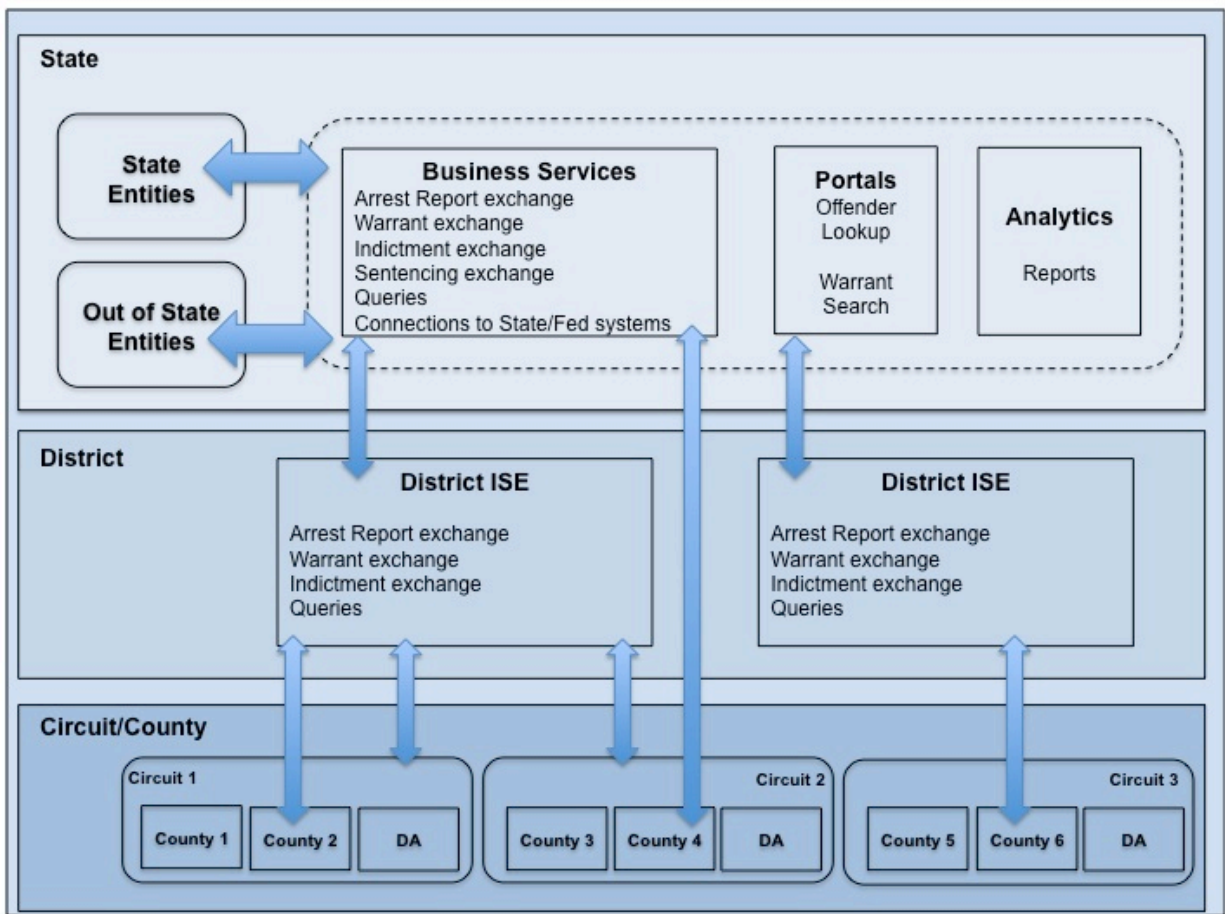 State
State
Entities
Out of State
Entities
Business Services
Arrest Report exchange
Warrant exchange
Indictment exchange
Sentencing exchange
Queries
Connections to State/Fed systems
Portals
Offender
Lookup
Warrant
Search
Analytics
Reports
District
District ISE
Arrest Report exchange
Warrant exchange
Indictment exchange
Queries
District ISE
Arrest Report exchange
Warrant exchange
Indictment exchange
Queries
Circuit/County
Circuit 1
County 1
County 2
DA
Circuit 2
County 3
County 4
DA
Circuit 3
County 5
County 6
DA